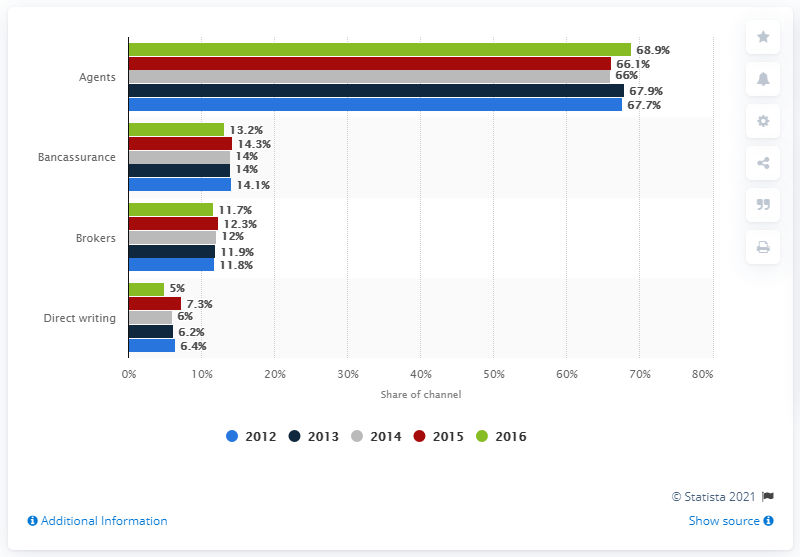 Agents
68.9%
66.1%
66%
67.9%
67.7%
Bancassurance
13.2%
14.3%
14%
14%
14.1%
Brokers
11.7%
12.3%
12%
11.9%
11.8%
Direct writing
5%
7.3%
6%
6.2%
6.4%
0% 10% 20% 30% 40% 50% 60% 70% 80%
Share of channel
2012 2013 2014 2015 2016
© Statista 2021
Additional Information
Show source